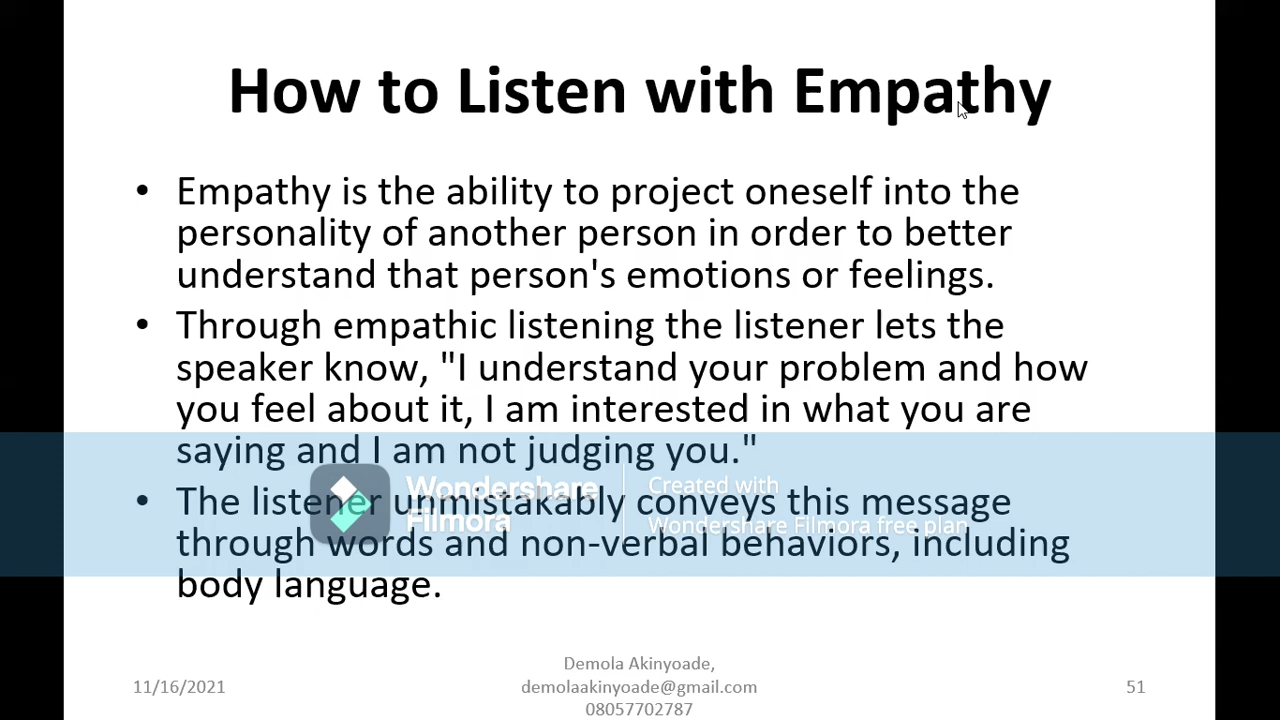 How to Listen with Empathy
• Empathy is the ability to project oneself into the
personality of another person in order to better
understand that person's emotions or feelings.
• Through empathic listening the listener lets the
speaker know, "I understand your problem and how
you feel about it, I am interested in what you are
saying and I am not judging you."
• The listener unmistakably conveys this message
through words and non-verbal behaviors, including
body language.
Wondershare
Filmora
Created with
Wondershare Filmora free plan
11/16/2021
Demola Akinyoade,
demolaakinyoade@gmail.com
08057702787
51